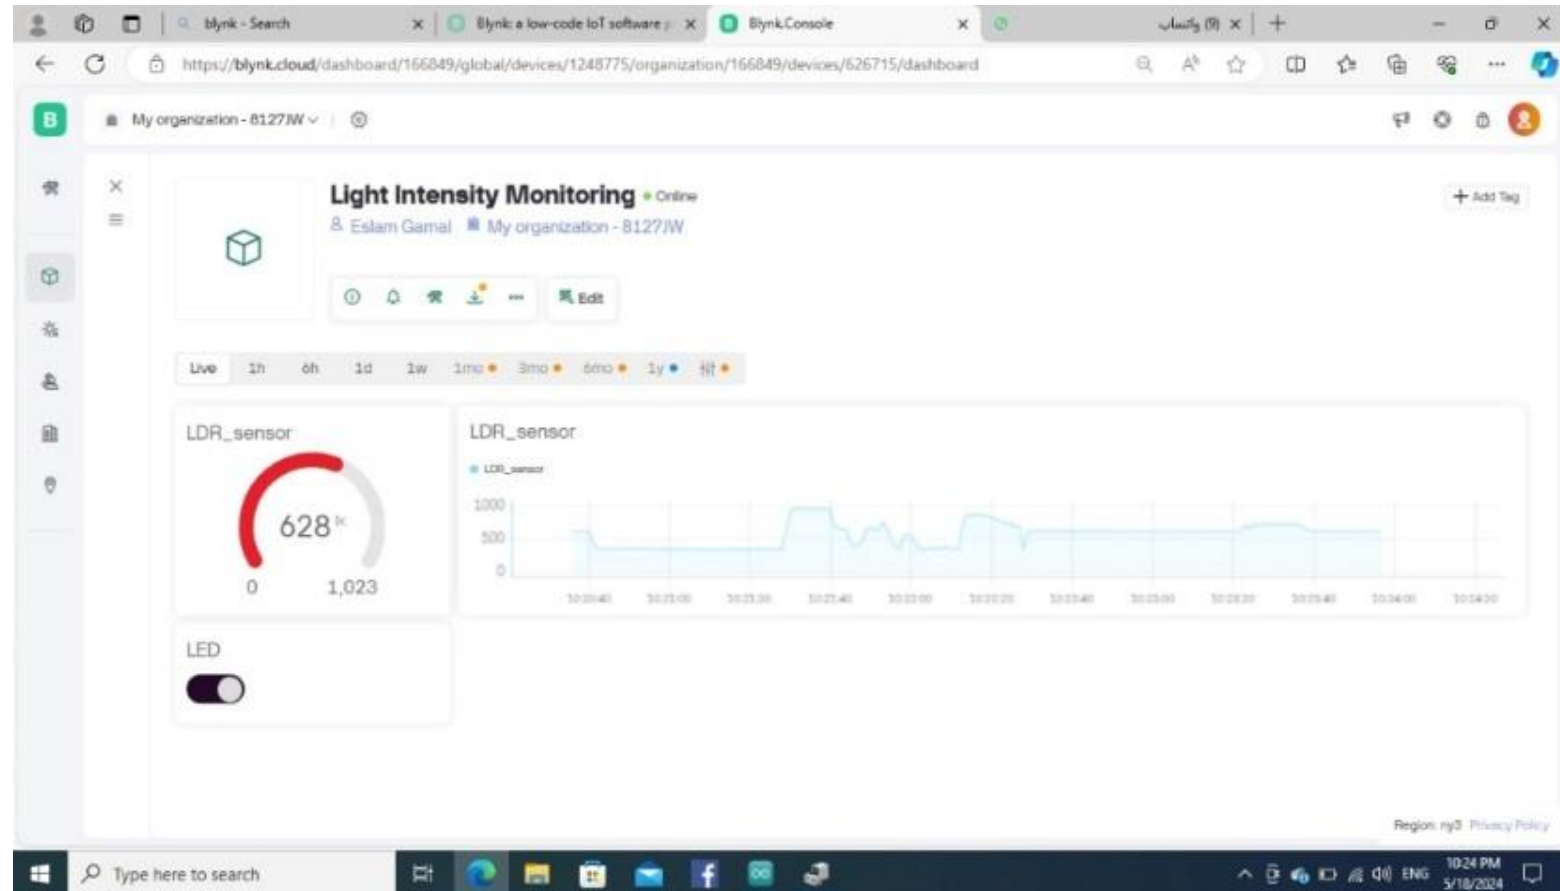 blynk - Search
Blynk: a low-code IoT software p
Blynk.Console
(9) واتساب
https://blynk.cloud/dashboard/166849/global/devices/1248775/organization/166849/devices/626715/dashboard
B
My organization - 8127JW
Light Intensity Monitoring
Online
Add Tag
Eslam Gamal
My organization - 8127JW
Edit
Live 1h 6h 1d 1w 1mo 3mo 6mo 1y
LDR_sensor
628 lx
0 1,023
LDR_sensor
LDR_sensor
1000
500
0
LED
Region: ny3 Privacy Policy
Type here to search
ENG
10:24 PM
5/18/2024